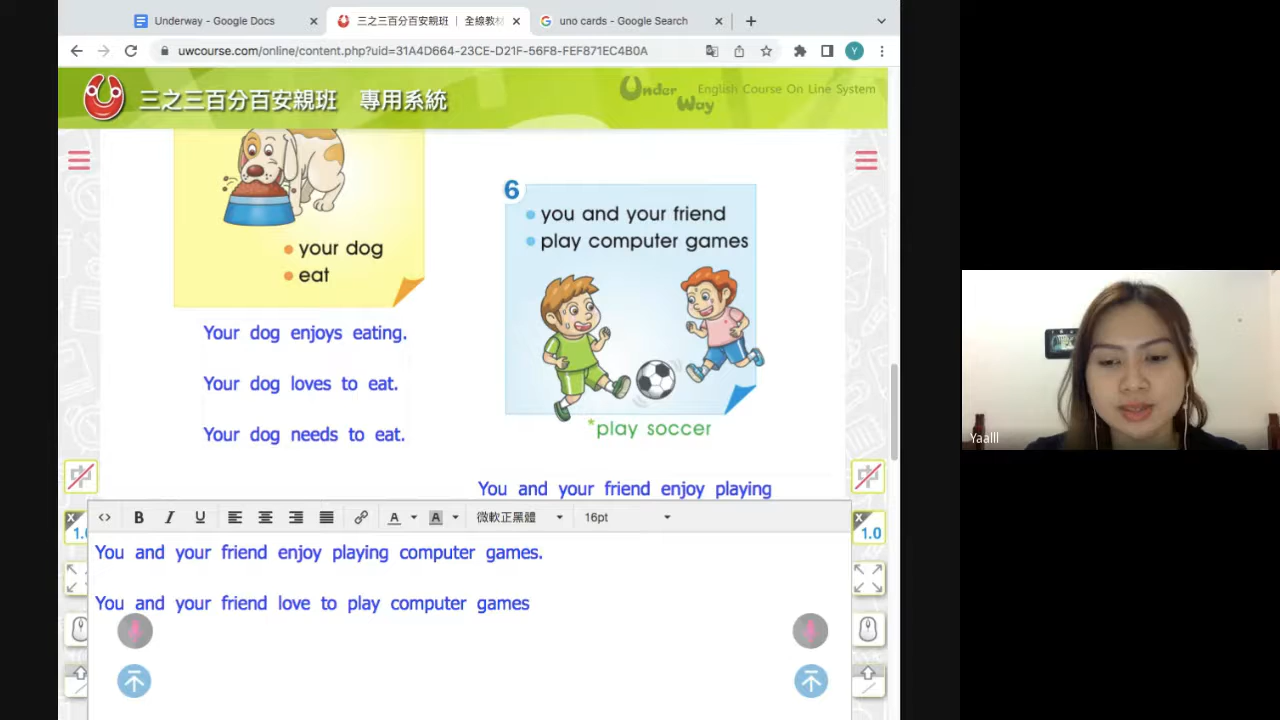 Underway - Google Docs
三之三百分百安親班 | 全線教材
uno cards - Google Search
uwcourse.com/online/content.php?uid=31A4D664-23CE-D21F-56F8-FEF871EC4B0A
Y
三之三百分百安親班 專用系統
Under Way
English Course On Line System
your dog
eat
Your dog enjoys eating.
Your dog loves to eat.
Your dog needs to eat.
6
you and your friend
play computer games
*play soccer
You and your friend enjoy playing
B I U A A 微軟正黑體 16pt
You and your friend enjoy playing computer games.
You and your friend love to play computer games
X 1.0
X 1.0
Yaalll